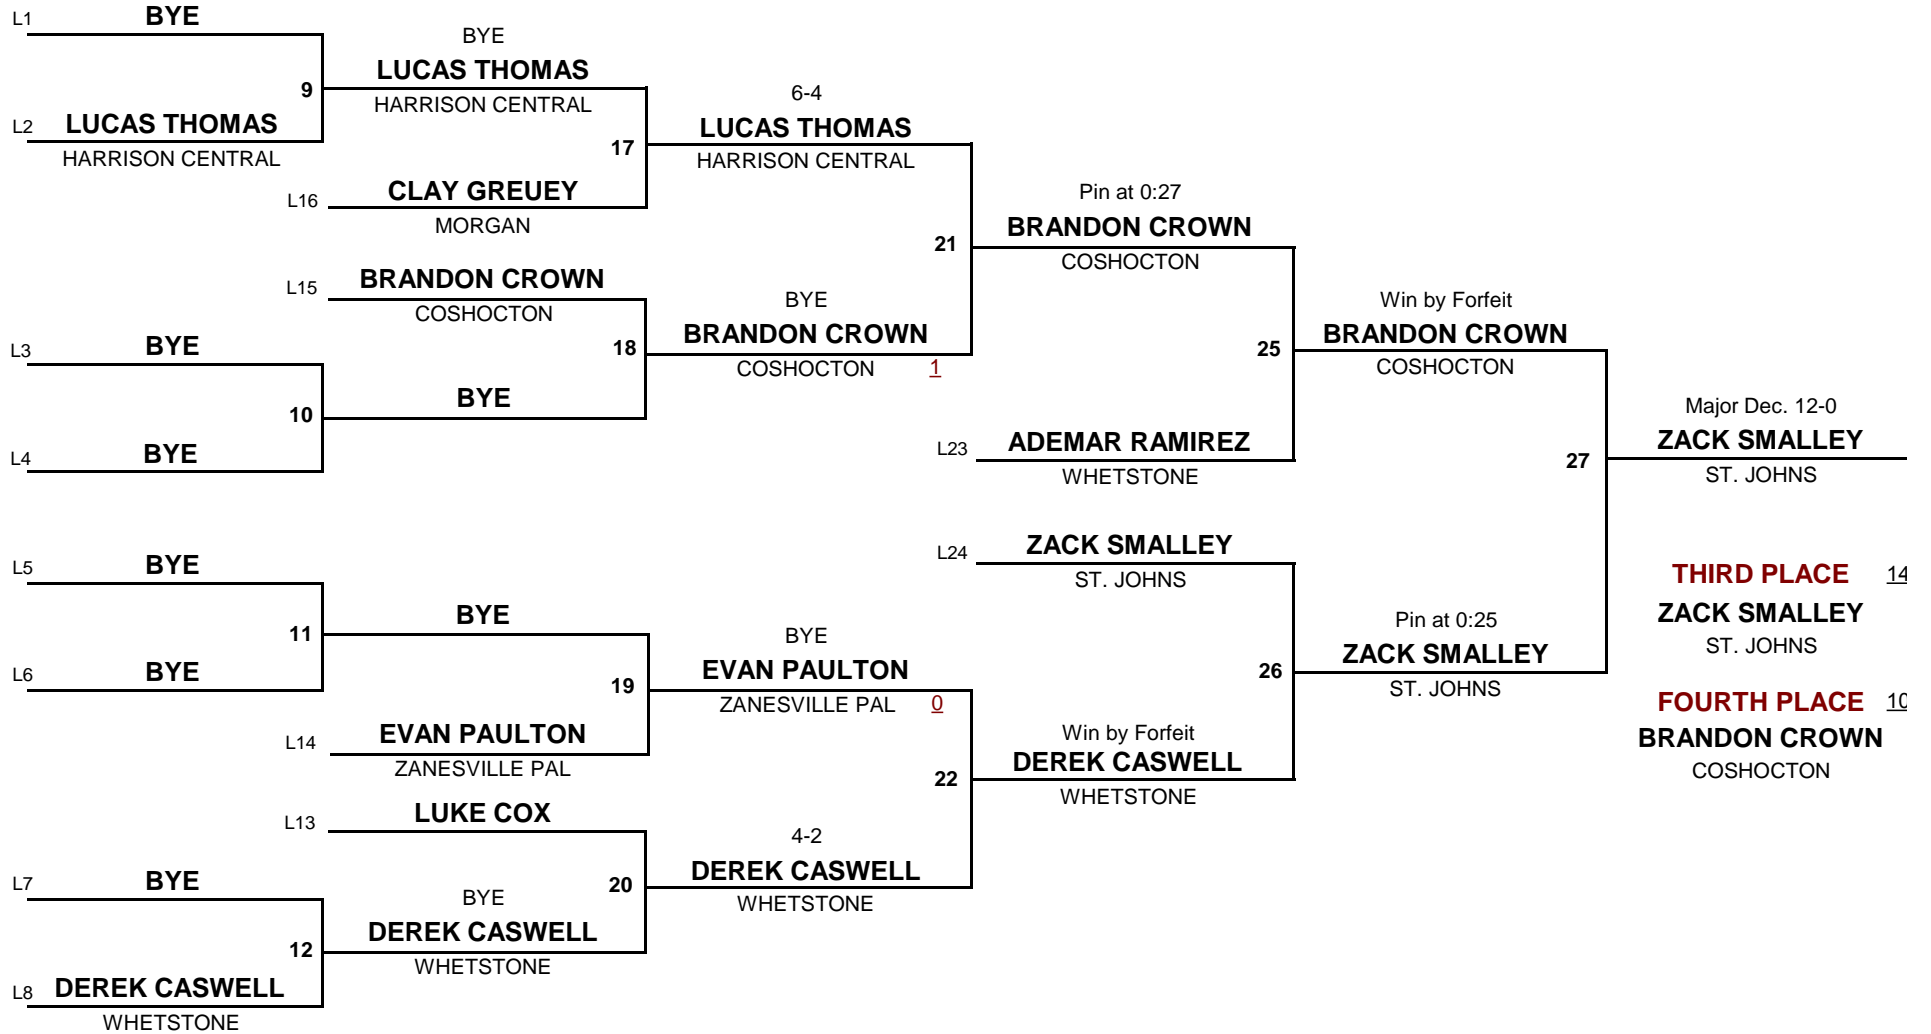 L1 BYE
BYE
LUCAS THOMAS
9
HARRISON CENTRAL
6-4
L2 LUCAS THOMAS
LUCAS THOMAS
HARRISON CENTRAL
17
HARRISON CENTRAL
L16 CLAY GREUEY
MORGAN
Pin at 0:27
BRANDON CROWN
21
COSHOCTON
L15 BRANDON CROWN
COSHOCTON
BYE
Win by Forfeit
L3 BYE
18
BRANDON CROWN
25
BRANDON CROWN
COSHOCTON 1
COSHOCTON
10
BYE
Major Dec. 12-0
L4 BYE
L23 ADEMAR RAMIREZ
27
ZACK SMALLEY
WHETSTONE
ST. JOHNS
L5 BYE
L24 ZACK SMALLEY
ST. JOHNS
THIRD PLACE 14
ZACK SMALLEY
ST. JOHNS
11
BYE
BYE
Pin at 0:25
L6 BYE
19
EVAN PAULTON
26
ZACK SMALLEY
ZANESVILLE PAL 0
ST. JOHNS
FOURTH PLACE 10
BRANDON CROWN
COSHOCTON
L14 EVAN PAULTON
ZANESVILLE PAL
Win by Forfeit
22
DEREK CASWELL
WHETSTONE
L13 LUKE COX
4-2
L7 BYE
20
DEREK CASWELL
BYE
WHETSTONE
12
DEREK CASWELL
WHETSTONE
L8 DEREK CASWELL
WHETSTONE